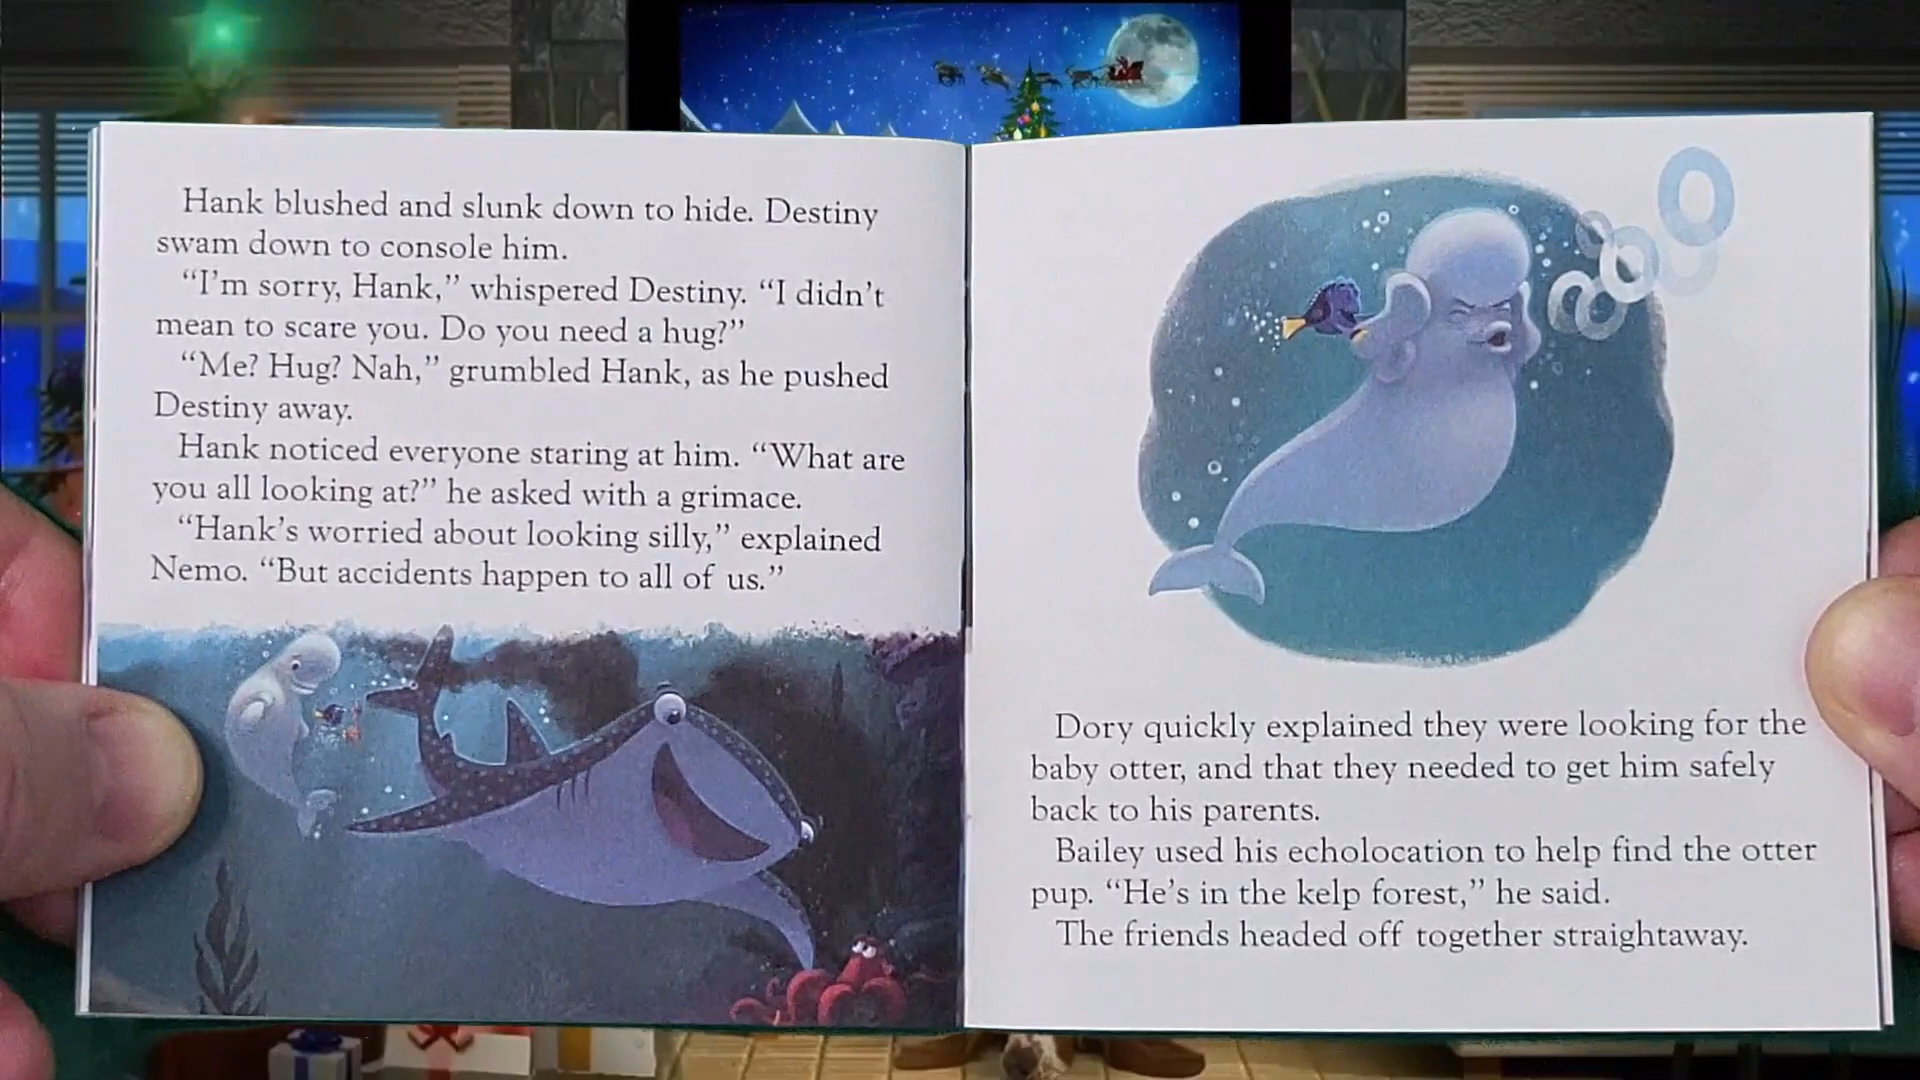 Hank blushed and slunk down to hide. Destiny
swam down to console him.
“I’m sorry, Hank,” whispered Destiny. “I didn’t
mean to scare you. Do you need a hug?”
“Me? Hug? Nah,” grumbled Hank, as he pushed
Destiny away.
Hank noticed everyone staring at him. “What are
you all looking at?” he asked with a grimace.
“Hank’s worried about looking silly,” explained
Nemo. “But accidents happen to all of us.”
Dory quickly explained they were looking for the
baby otter, and that they needed to get him safely
back to his parents.
Bailey used his echolocation to help find the otter
pup. “He’s in the kelp forest,” he said.
The friends headed off together straightaway.